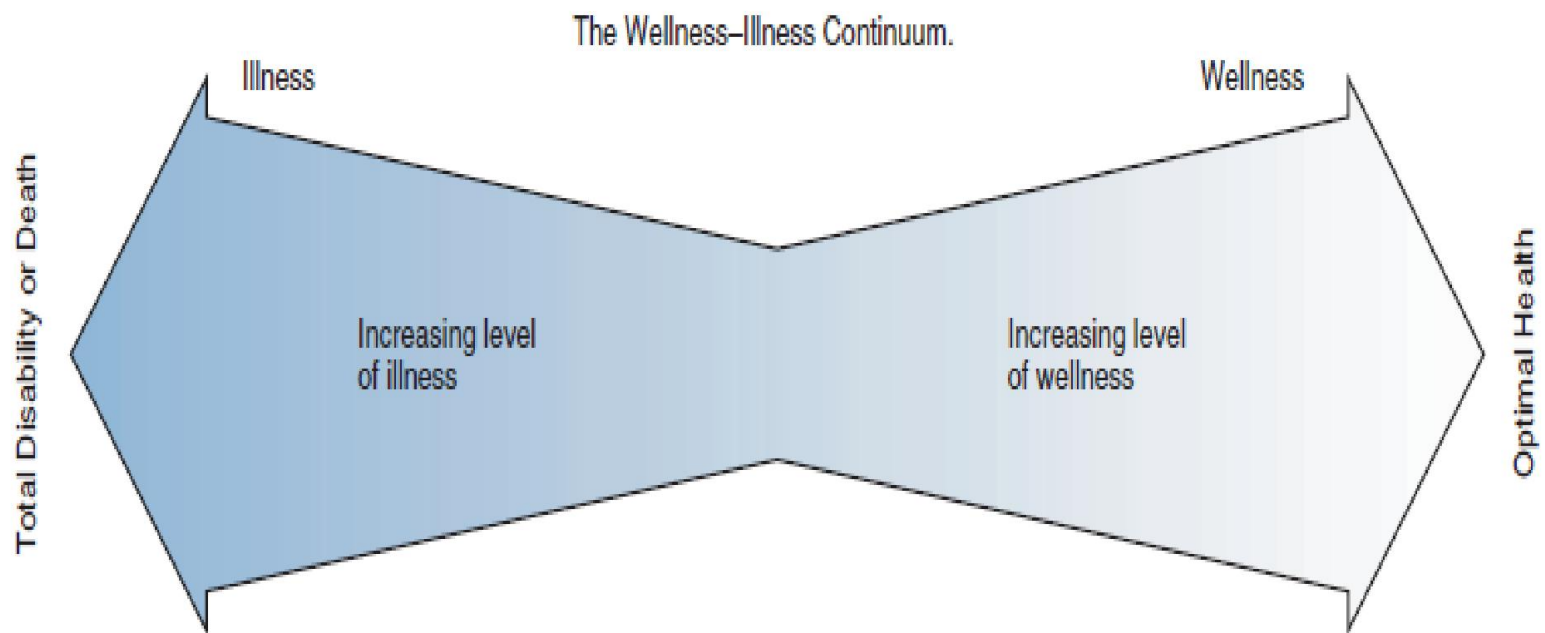 The Wellness–Illness Continuum.
Illness
Wellness
Total Disability or Death
Increasing level
of illness
Increasing level
of wellness
Optimal Health